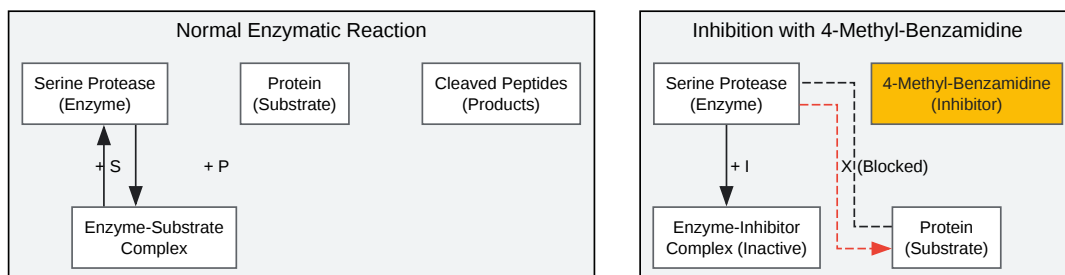 Normal Enzymatic Reaction
Serine Protease
(Enzyme)
Protein
(Substrate)
Cleaved Peptides
(Products)
+ S
+ P
Enzyme-Substrate
Complex
Inhibition with 4-Methyl-Benzamidine
Serine Protease
(Enzyme)
4-Methyl-Benzamidine
(Inhibitor)
+ I
X (Blocked)
Enzyme-Inhibitor
Complex (Inactive)
Protein
(Substrate)